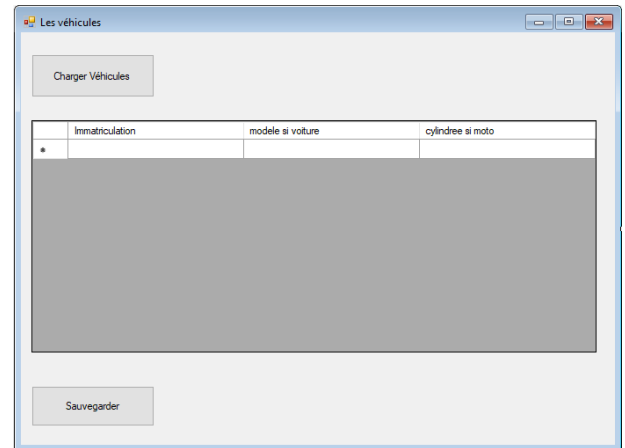 Les véhicules
Charger Véhicules
Immatriculation modele si voiture cylindree si moto
*
Sauvegarder